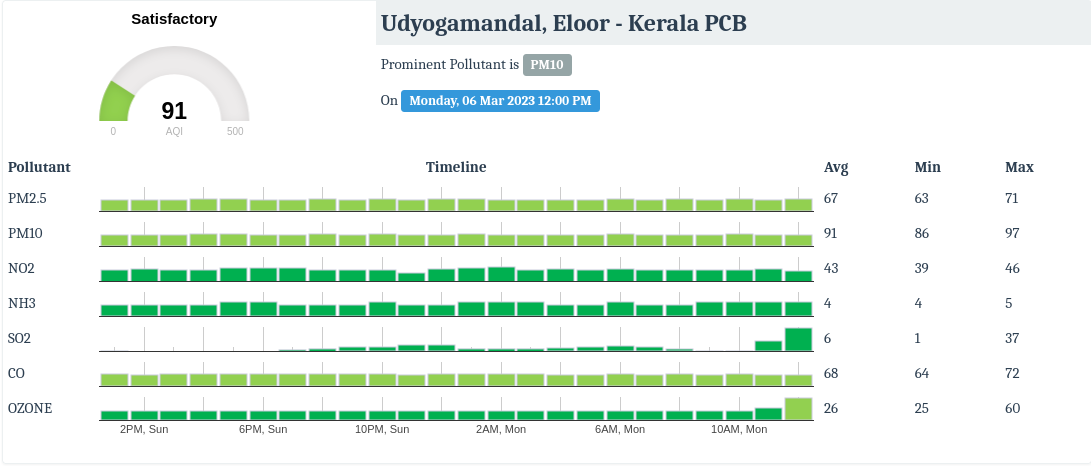 Satisfactory
91
0 AQI 500
Udyogamandal, Eloor - Kerala PCB
Prominent Pollutant is PM10
On Monday, 06 Mar 2023 12:00 PM
Pollutant Timeline Avg Min Max
PM2.5 67 63 71
PM10 91 86 97
NO2 43 39 46
NH3 4 4 5
SO2 6 1 37
CO 68 64 72
OZONE 26 25 60
2PM, Sun 6PM, Sun 10PM, Sun 2AM, Mon 6AM, Mon 10AM, Mon